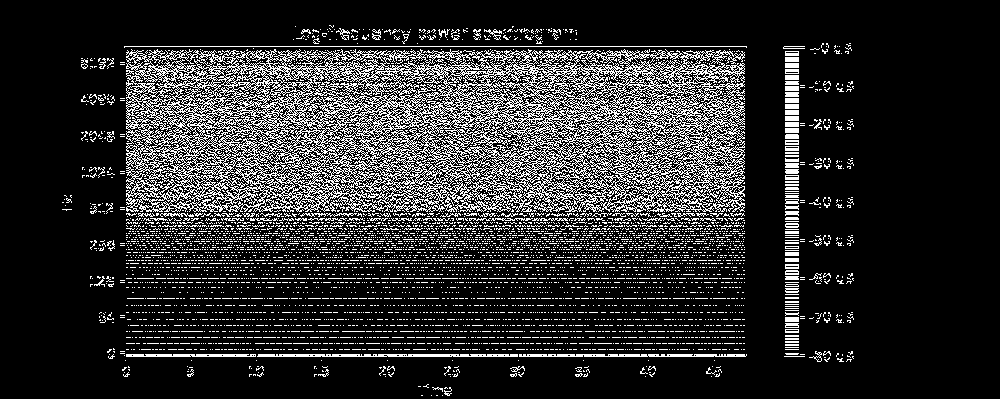 Log-frequency power spectrogram
8192
4096
2048
1024
512
256
128
64
0
Hz
0
5
10
15
20
25
30
35
40
45
Time
+0 dB
-10 dB
-20 dB
-30 dB
-40 dB
-50 dB
-60 dB
-70 dB
-80 dB